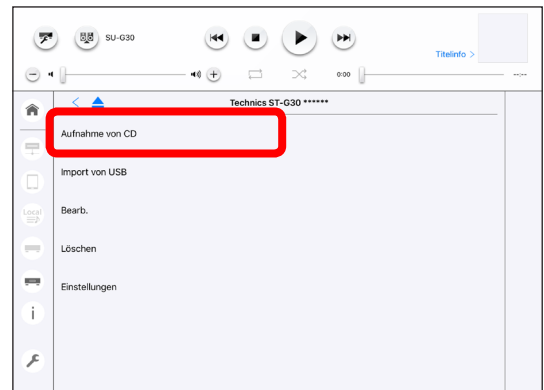 SU-G30
Titelinfo >
0:00
--:--
Technics ST-G30 ******
Aufnahme von CD
Import von USB
Local
Bearb.
Löschen
Einstellungen
i